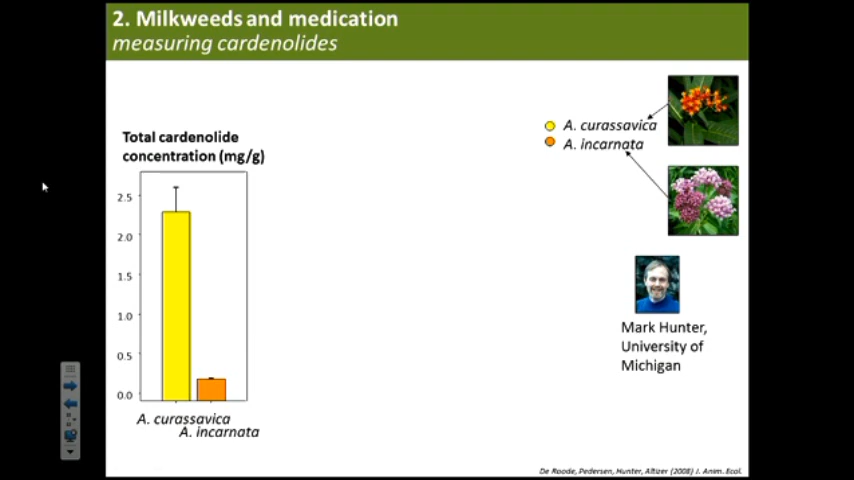 2. Milkweeds and medication
measuring cardenolides
A. curassavica
A. incarnata
Total cardenolide
concentration (mg/g)
2.5
2.0
1.5
1.0
0.5
0.0
A. curassavica
A. incarnata
Mark Hunter,
University of
Michigan
De Roode, Pedersen, Hunter, Altizer (2008) J. Anim. Ecol.